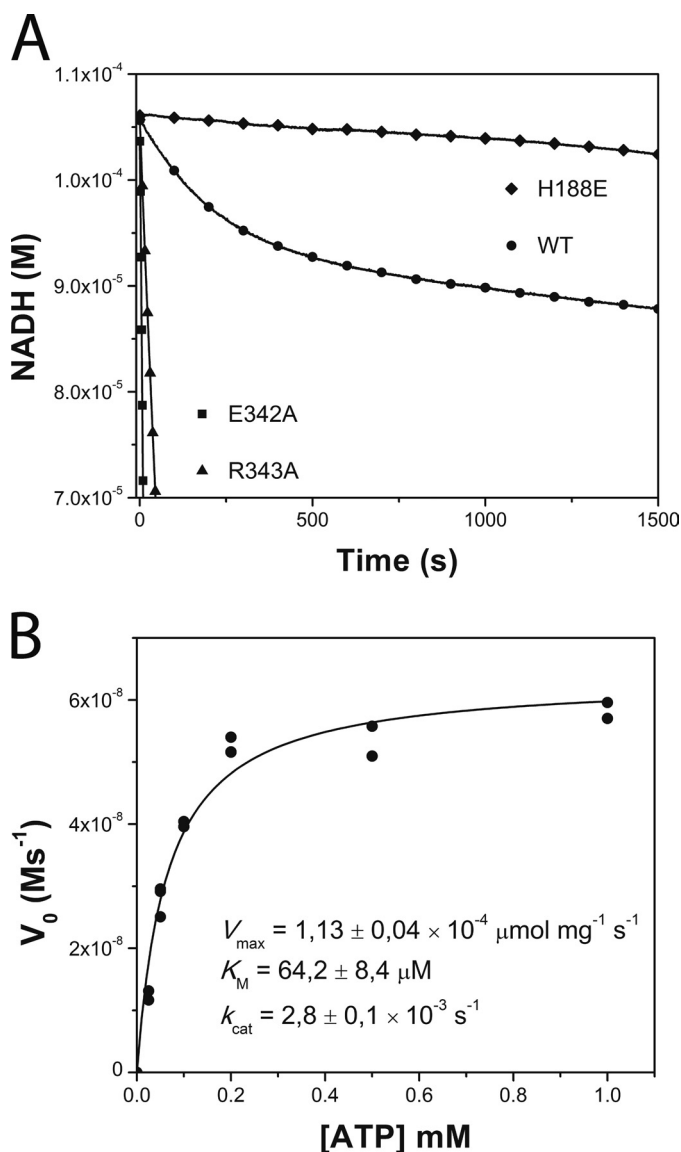 A
1.1x10⁻⁴
1.0x10⁻⁴
9.0x10⁻⁵
8.0x10⁻⁵
7.0x10⁻⁵
NADH (M)
H188E
WT
E342A
R343A
0
500
1000
1500
Time (s)
B
6x10⁻⁸
4x10⁻⁸
2x10⁻⁸
0
V₀ (Ms⁻¹)
Vmax = 1,13 ± 0,04 × 10⁻⁴ μmol mg⁻¹ s⁻¹
KM = 64,2 ± 8,4 μM
kcat = 2,8 ± 0,1 × 10⁻³ s⁻¹
0.0
0.2
0.4
0.6
0.8
1.0
[ATP] mM